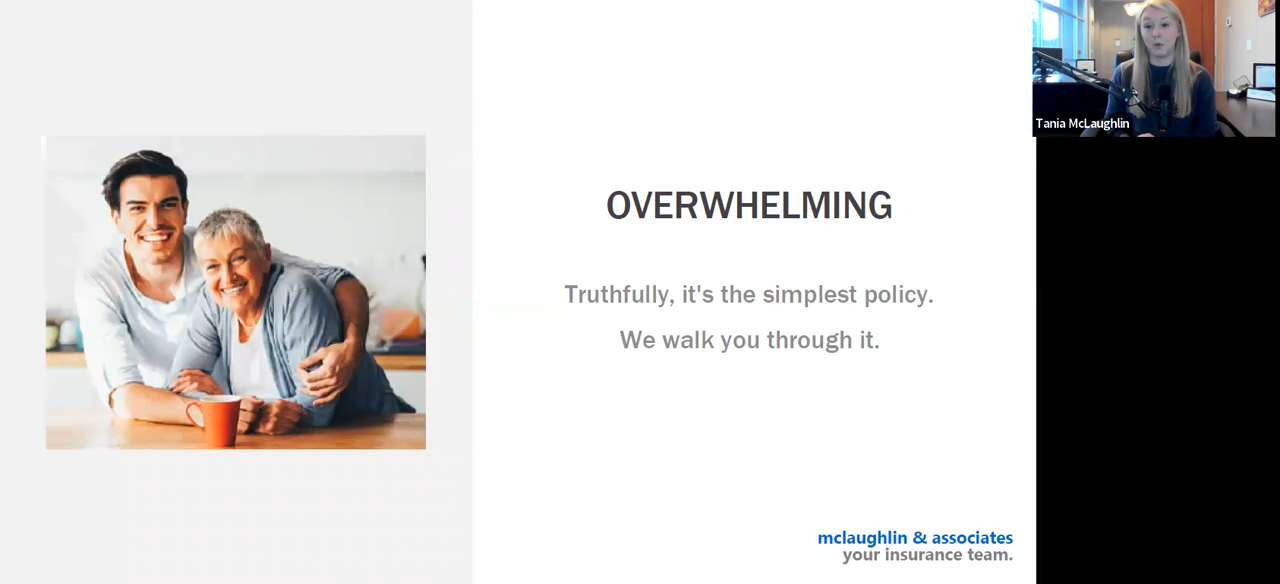 Tania McLaughlin
OVERWHELMING
Truthfully, it's the simplest policy.
We walk you through it.
mclaughlin & associates
your insurance team.